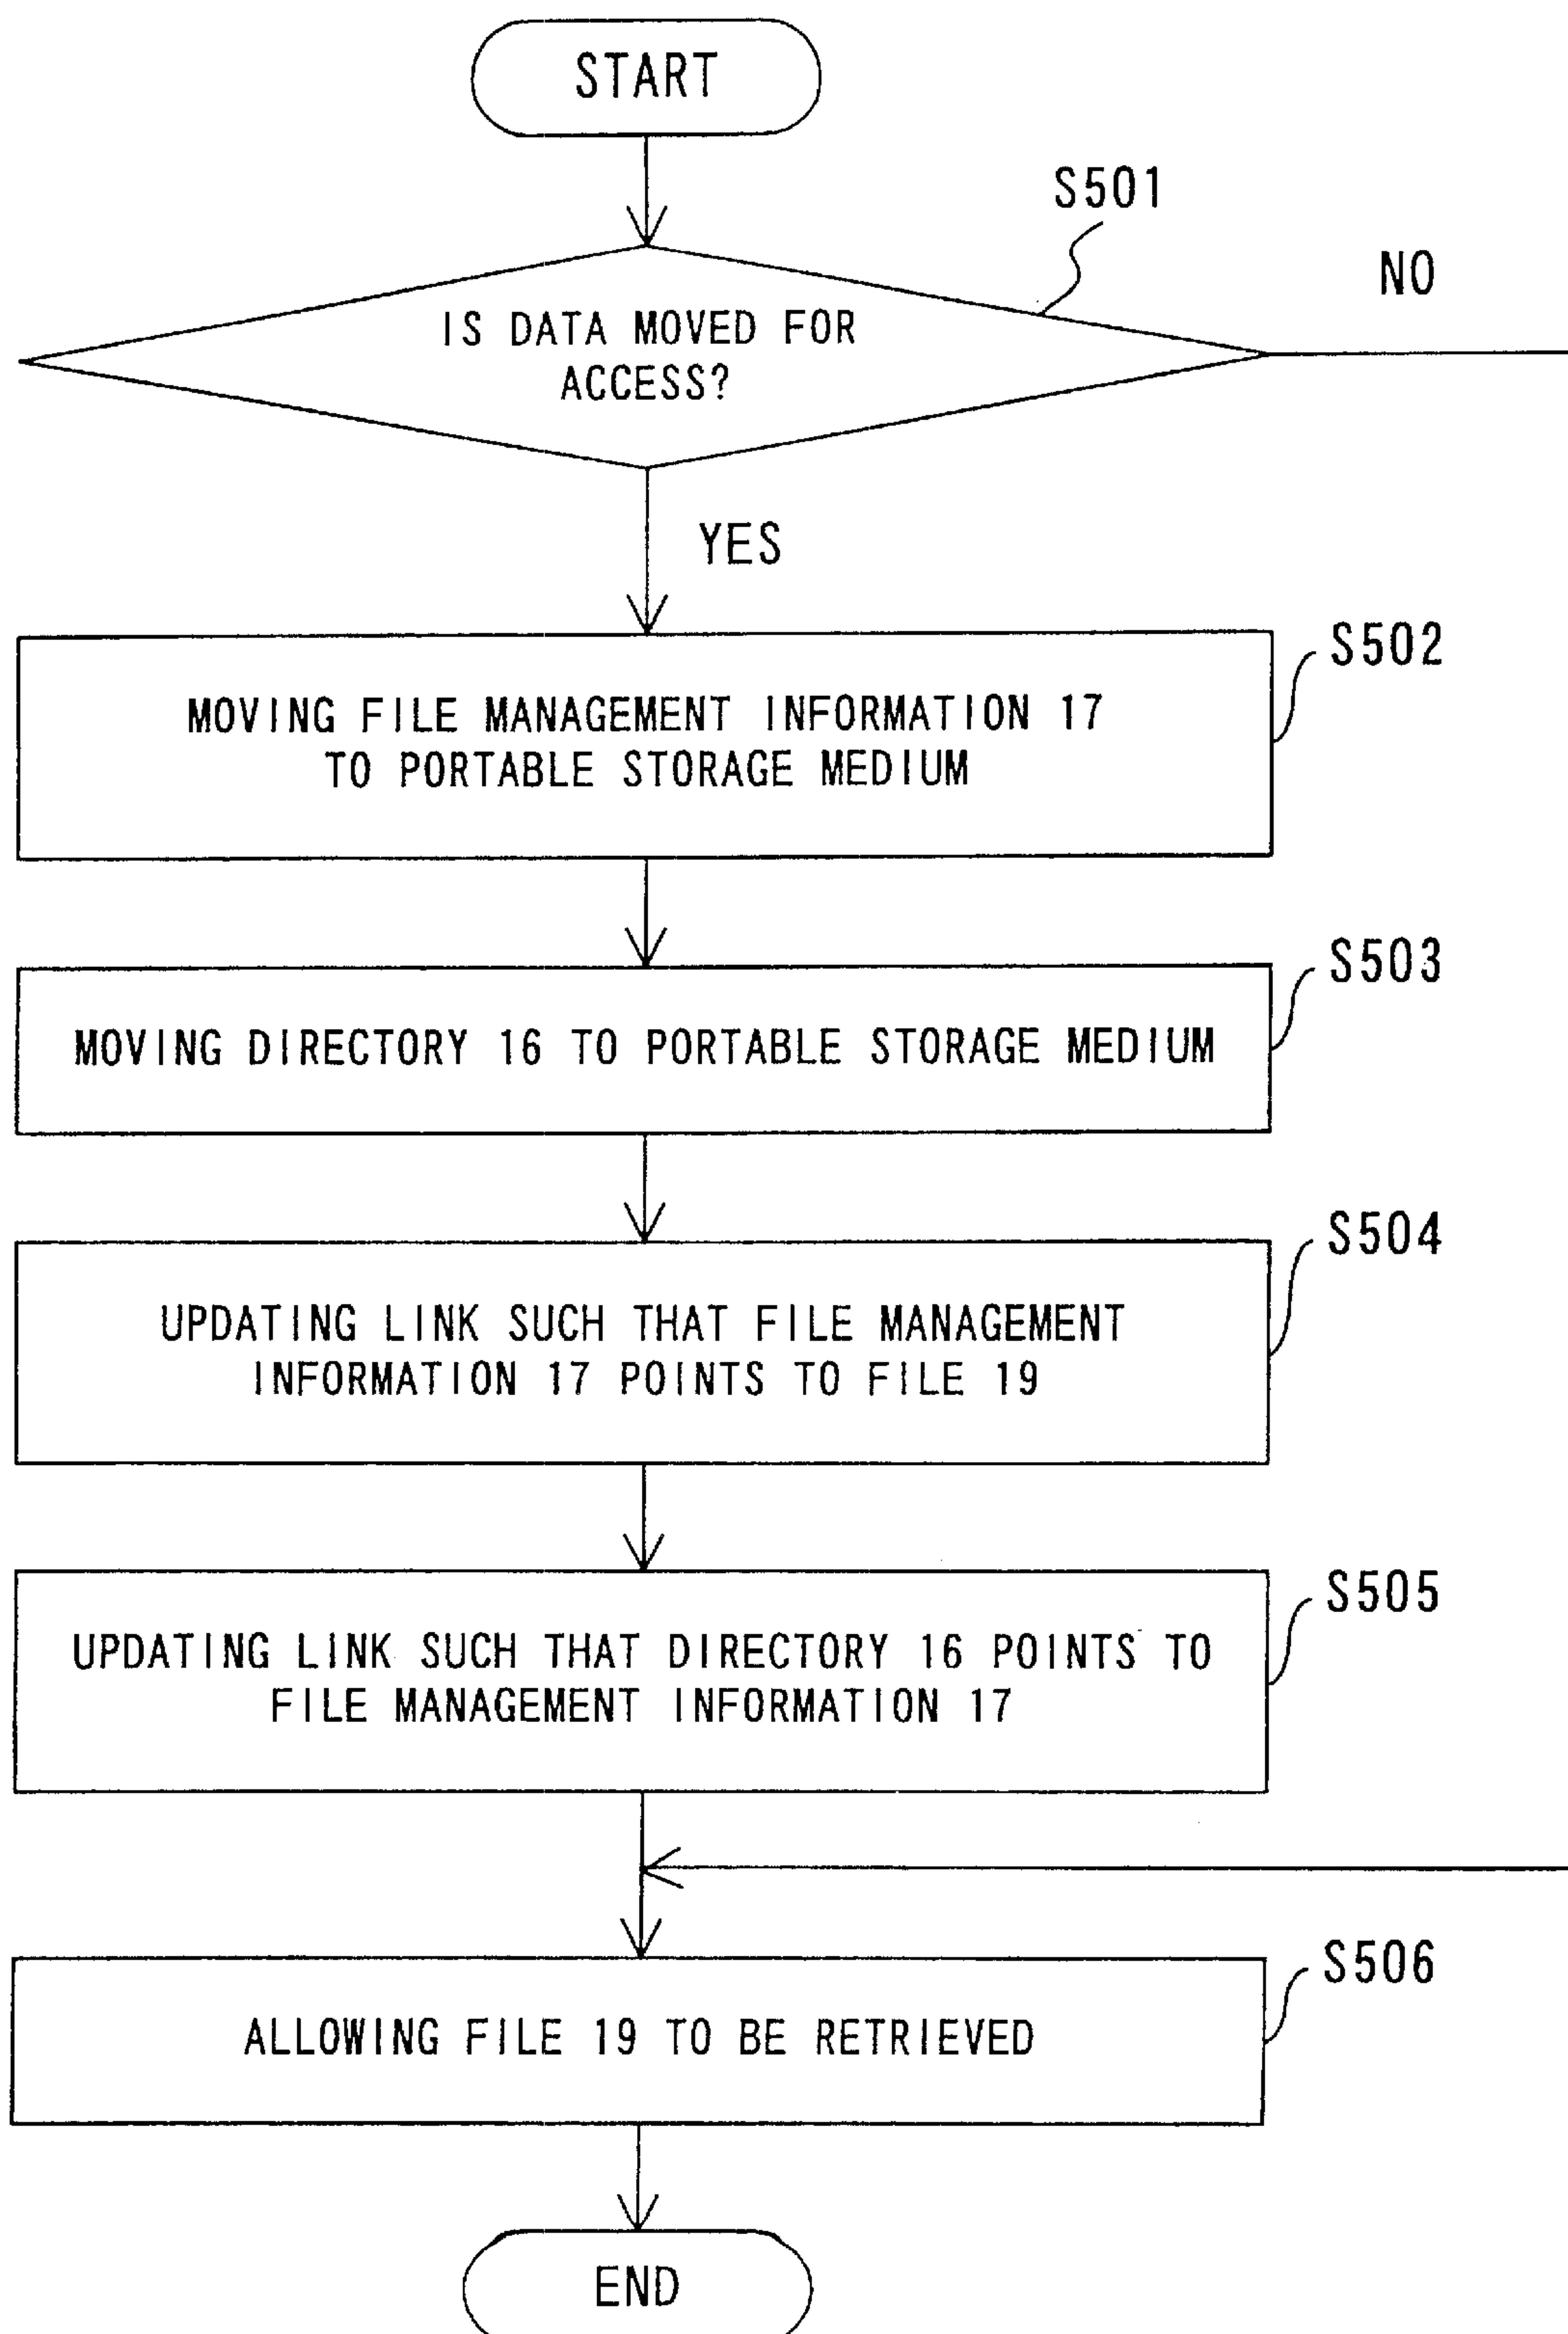 START
S501
NO
IS DATA MOVED FOR
ACCESS?
YES
S502
MOVING FILE MANAGEMENT INFORMATION 17
TO PORTABLE STORAGE MEDIUM
S503
MOVING DIRECTORY 16 TO PORTABLE STORAGE MEDIUM
S504
UPDATING LINK SUCH THAT FILE MANAGEMENT
INFORMATION 17 POINTS TO FILE 19
S505
UPDATING LINK SUCH THAT DIRECTORY 16 POINTS TO
FILE MANAGEMENT INFORMATION 17
S506
ALLOWING FILE 19 TO BE RETRIEVED
END